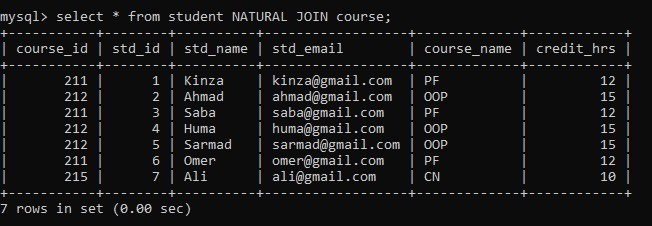 mysql> select * from student NATURAL JOIN course;
+-----------+--------+----------+------------------+-------------+------------+
| course_id | std_id | std_name | std_email        | course_name | credit_hrs |
+-----------+--------+----------+------------------+-------------+------------+
|       211 |      1 | Kinza    | kinza@gmail.com  | PF          |         12 |
|       212 |      2 | Ahmad    | ahmad@gmail.com  | OOP         |         15 |
|       211 |      3 | Saba     | saba@gmail.com   | PF          |         12 |
|       212 |      4 | Huma     | huma@gmail.com   | OOP         |         15 |
|       212 |      5 | Sarmad   | sarmad@gmail.com | OOP         |         15 |
|       211 |      6 | Omer     | omer@gmail.com   | PF          |         12 |
|       215 |      7 | Ali      | ali@gmail.com    | CN          |         10 |
+-----------+--------+----------+------------------+-------------+------------+
7 rows in set (0.00 sec)